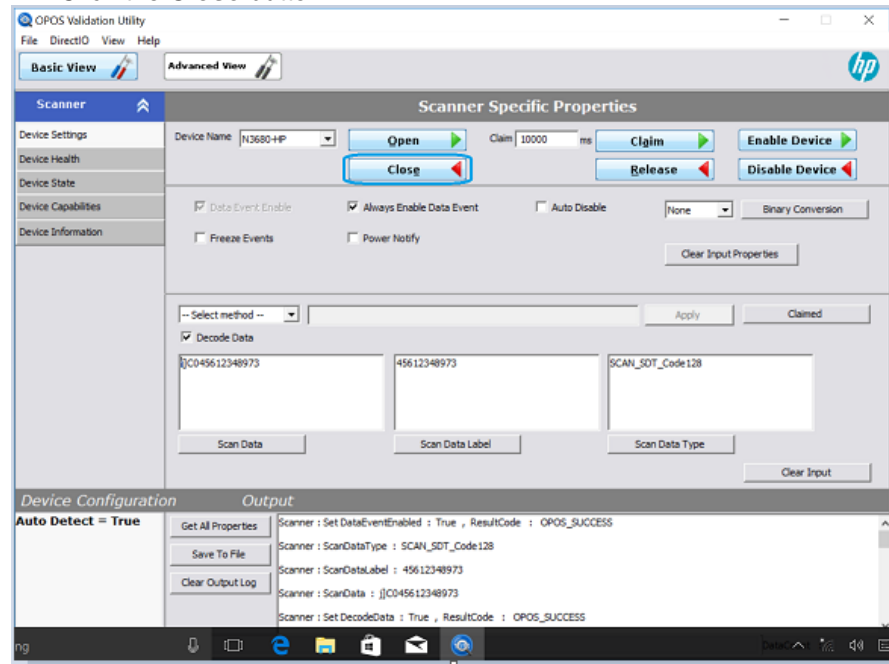 OPOS Validation Utility
File DirectIO View Help
Basic View
Advanced View
hp
Scanner
Scanner Specific Properties
Device Settings
Device Health
Device State
Device Capabilities
Device Information
Device Name N3680-HP Open Claim 10000 ms Claim Enable Device
Close Release Disable Device
Data Event Enable Always Enable Data Event Auto Disable None Binary Conversion
Freeze Events Power Notify
Clear Input Properties
-- Select method -- Apply Claimed
Decode Data
]C045612348973 45612348973 SCAN_SDT_Code128
Scan Data Scan Data Label Scan Data Type
Clear Input
Device Configuration Output
Auto Detect = True
Get All Properties
Save To File
Clear Output Log
Scanner : Set DataEventEnabled : True , ResultCode : OPOS_SUCCESS
Scanner : ScanDataType : SCAN_SDT_Code128
Scanner : ScanDataLabel : 45612348973
Scanner : ScanData : j]C045612348973
Scanner : Set DecodeData : True , ResultCode : OPOS_SUCCESS
ng